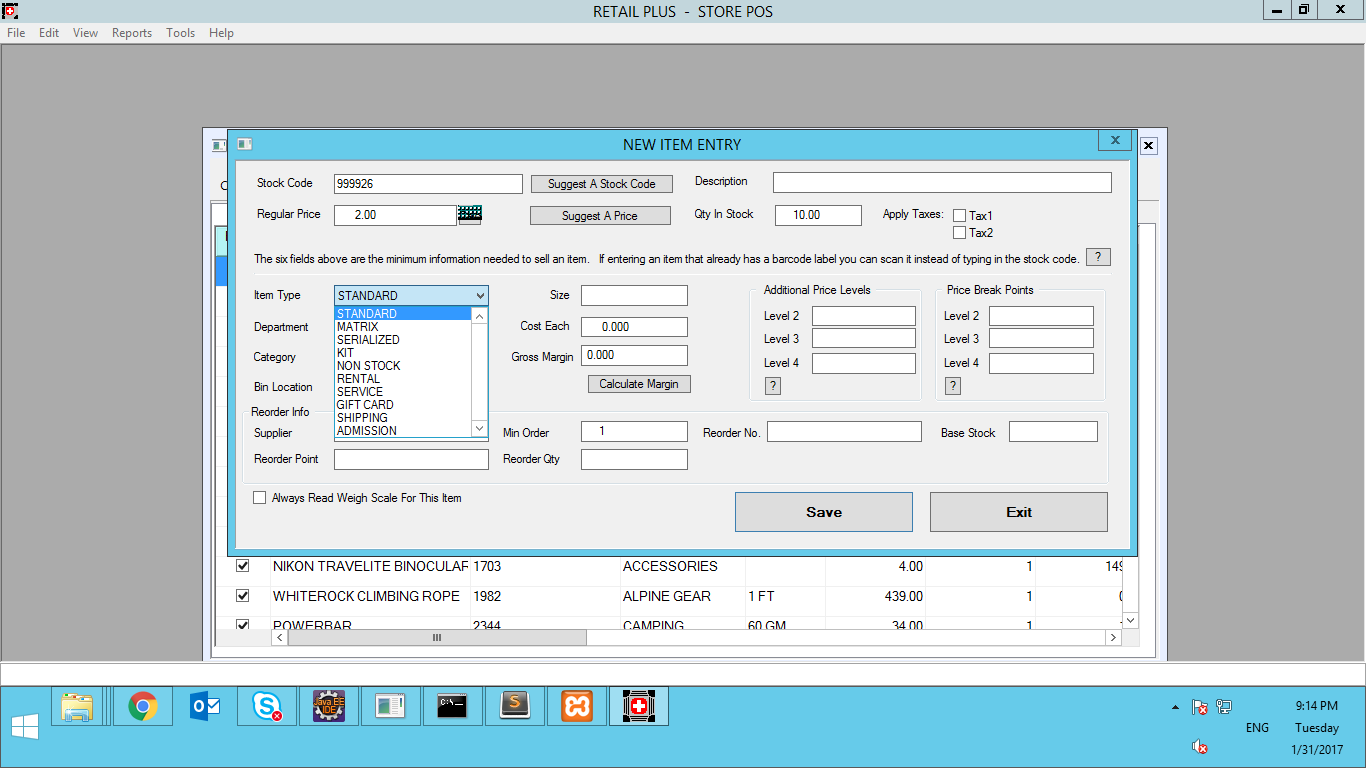 RETAIL PLUS - STORE POS
File Edit View Reports Tools Help
NEW ITEM ENTRY
Stock Code 999926 Suggest A Stock Code Description
Regular Price 2.00 Suggest A Price Qty In Stock 10.00 Apply Taxes: Tax1
Tax2
The six fields above are the minimum information needed to sell an item. If entering an item that already has a barcode label you can scan it instead of typing in the stock code. ?
Item Type STANDARD Size
STANDARD
MATRIX
SERIALIZED
KIT
NON STOCK
RENTAL
SERVICE
GIFT CARD
SHIPPING
ADMISSION
Department Cost Each 0.000
Category Gross Margin 0.000
Bin Location Calculate Margin
Additional Price Levels
Level 2
Level 3
Level 4
?
Price Break Points
Level 2
Level 3
Level 4
?
Reorder Info
Supplier Min Order 1 Reorder No. Base Stock
Reorder Point Reorder Qty
Always Read Weigh Scale For This Item
Save Exit
NIKON TRAVELITE BINOCULAR 1703 ACCESSORIES 4.00 1
WHITEROCK CLIMBING ROPE 1982 ALPINE GEAR 1 FT 439.00 1
POWERBAR 2344 CAMPING 60 GM 34.00 1
Java EE
IDE
C:\
9:14 PM
ENG Tuesday
1/31/2017